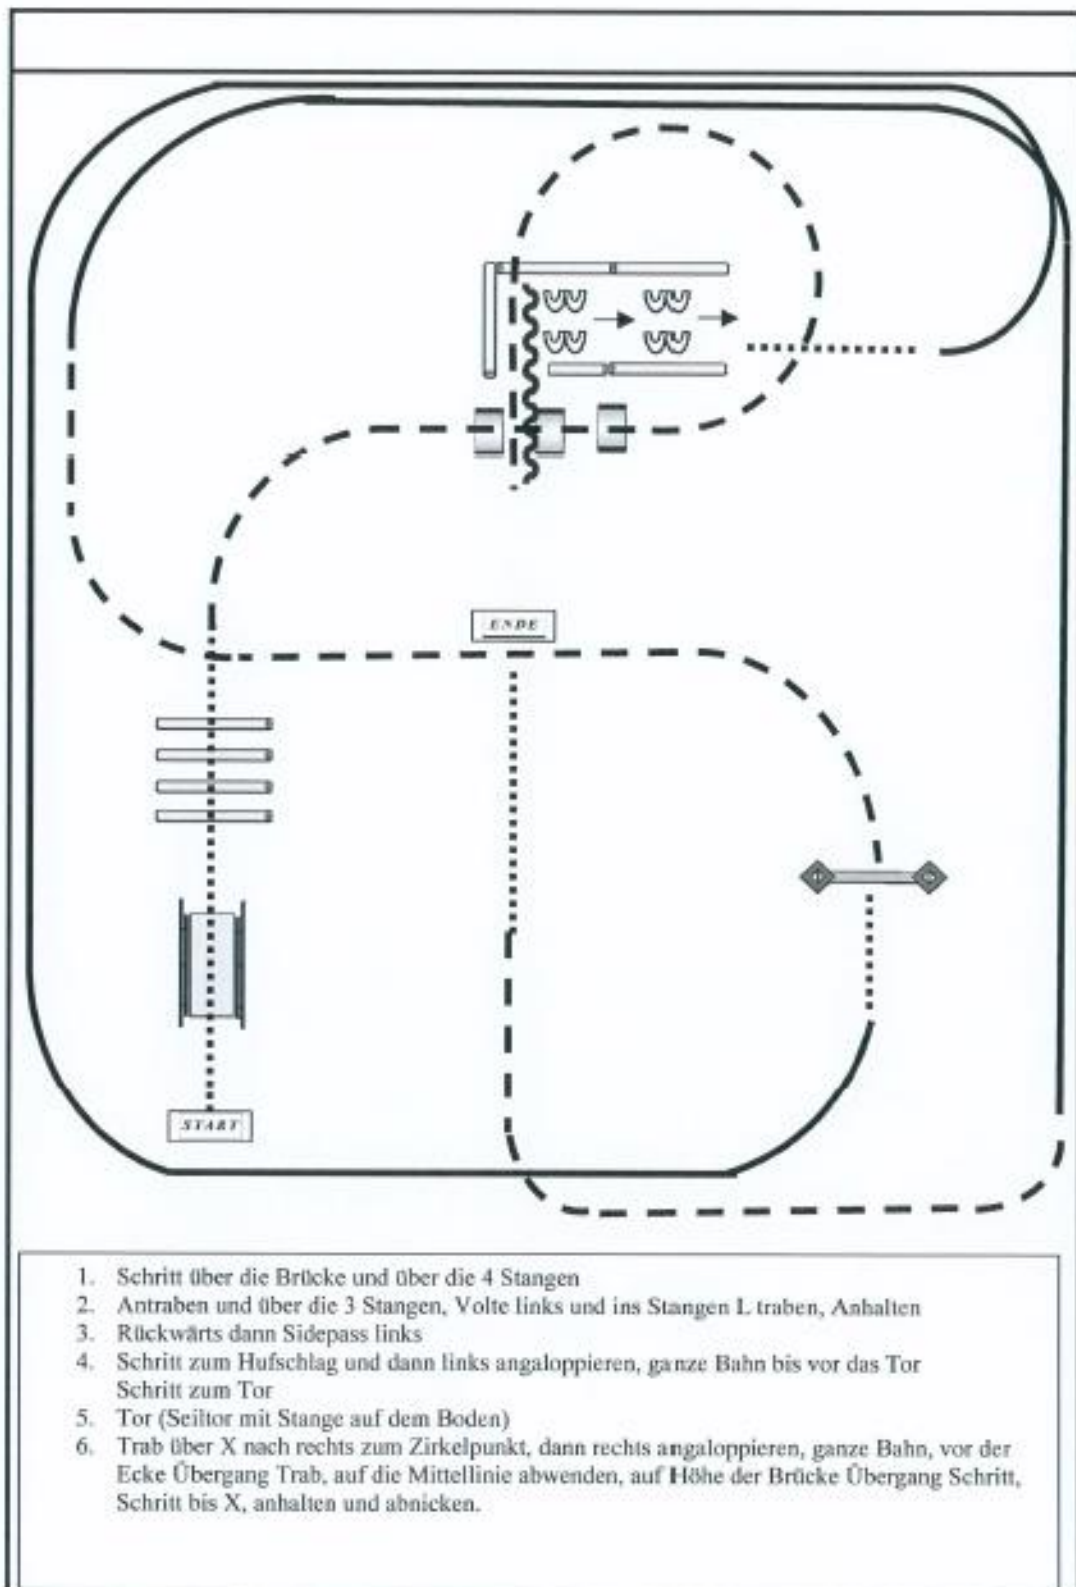 ENDE
START
1. Schritt über die Brücke und über die 4 Stangen
2. Antraben und über die 3 Stangen, Volte links und ins Stangen L traben, Anhalten
3. Rückwärts dann Sidepass links
4. Schritt zum Hufschlag und dann links angaloppieren, ganze Bahn bis vor das Tor
Schritt zum Tor
5. Tor (Seiltor mit Stange auf dem Boden)
6. Trab über X nach rechts zum Zirkelpunkt, dann rechts angaloppieren, ganze Bahn, vor der
Ecke Übergang Trab, auf die Mittellinie abwenden, auf Höhe der Brücke Übergang Schritt,
Schritt bis X, anhalten und abnicken.